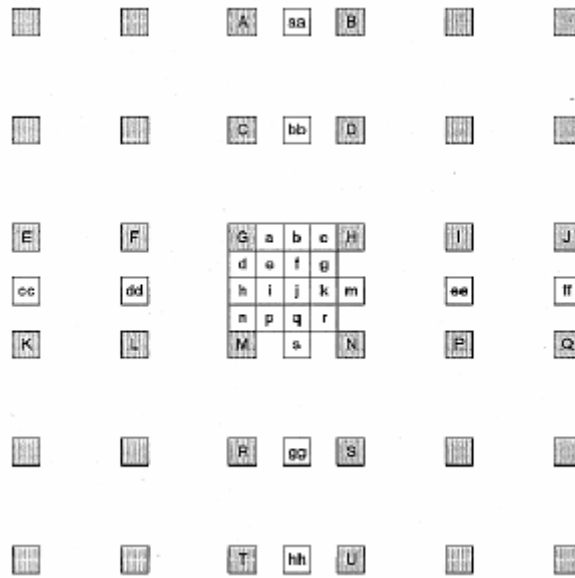 A aa B
C bb D
E F G a b c H I J
d e f g
cc dd h i j k m ee ff
n p q r
K L M s N P Q
R gg S
T hh U